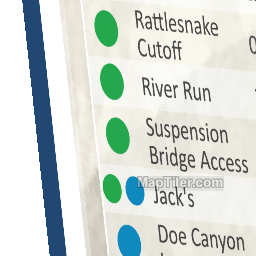 Rattlesnake
Cutoff
River Run
Suspension
Bridge Access
MapTiler.com
Jack's
Doe Canyon